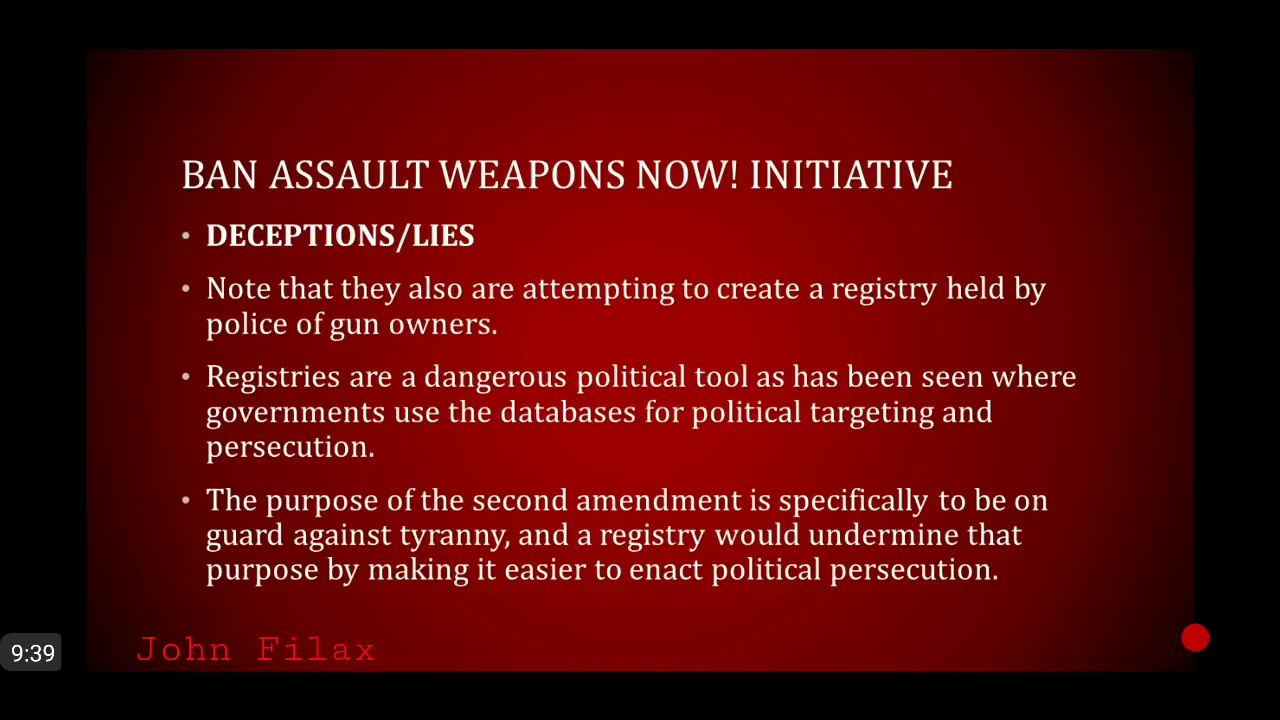 BAN ASSAULT WEAPONS NOW! INITIATIVE
• DECEPTIONS/LIES
• Note that they also are attempting to create a registry held by
police of gun owners.
• Registries are a dangerous political tool as has been seen where
governments use the databases for political targeting and
persecution.
• The purpose of the second amendment is specifically to be on
guard against tyranny, and a registry would undermine that
purpose by making it easier to enact political persecution.
John Filax
9:39